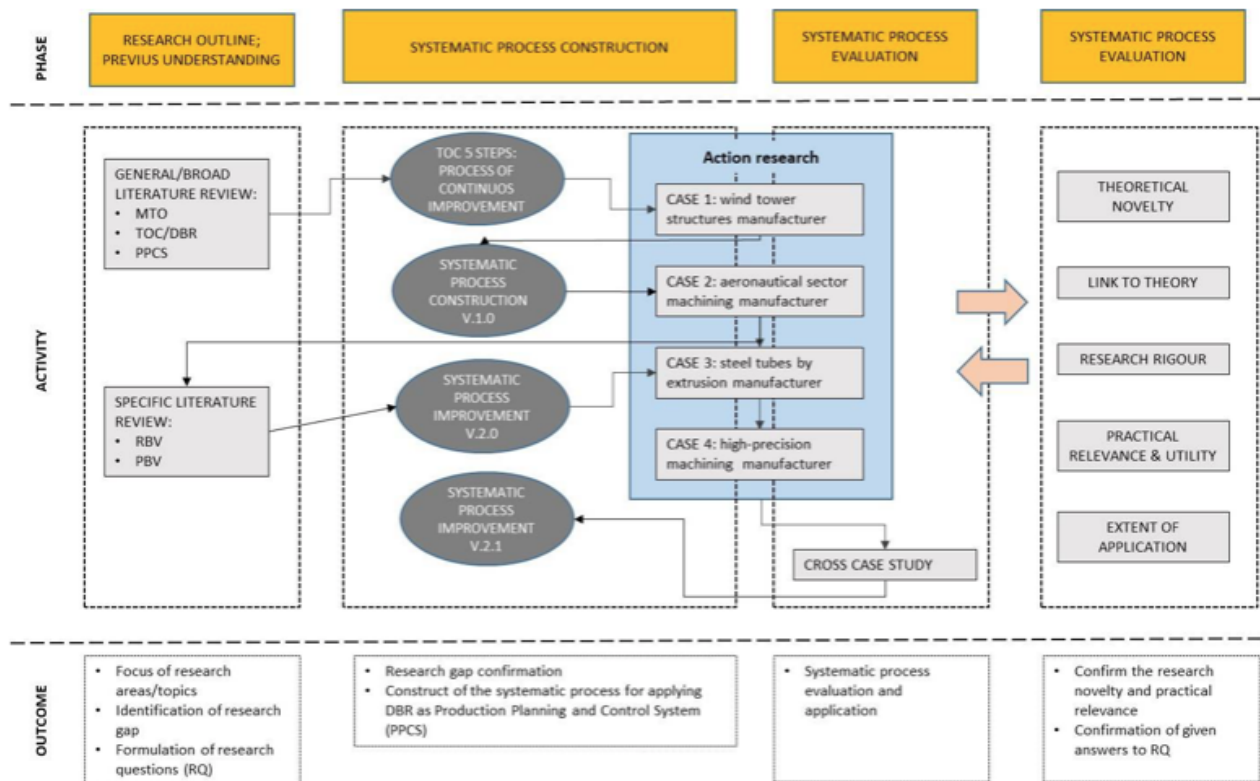 PHASE
RESEARCH OUTLINE;
PREVIUS UNDERSTANDING
SYSTEMATIC PROCESS CONSTRUCTION
SYSTEMATIC PROCESS
EVALUATION
SYSTEMATIC PROCESS
EVALUATION
ACTIVITY
GENERAL/BROAD
LITERATURE REVIEW:
• MTO
• TOC/DBR
• PPCS
SPECIFIC LITERATURE
REVIEW:
• RBV
• PBV
TOC 5 STEPS:
PROCESS OF
CONTINUOS
IMPROVEMENT
SYSTEMATIC
PROCESS
CONSTRUCTION
V.1.0
SYSTEMATIC
PROCESS
IMPROVEMENT
V.2.0
SYSTEMATIC
PROCESS
IMPROVEMENT
V.2.1
Action research
CASE 1: wind tower
structures manufacturer
CASE 2: aeronautical sector
machining manufacturer
CASE 3: steel tubes by
extrusion manufacturer
CASE 4: high-precision
machining manufacturer
CROSS CASE STUDY
THEORETICAL
NOVELTY
LINK TO THEORY
RESEARCH RIGOUR
PRACTICAL
RELEVANCE & UTILITY
EXTENT OF
APPLICATION
OUTCOME
• Focus of research
areas/topics
• Identification of research
gap
• Formulation of research
questions (RQ)
• Research gap confirmation
• Construct of the systematic process for applying
DBR as Production Planning and Control System
(PPCS)
• Systematic process
evaluation and
application
• Confirm the research
novelty and practical
relevance
• Confirmation of given
answers to RQ